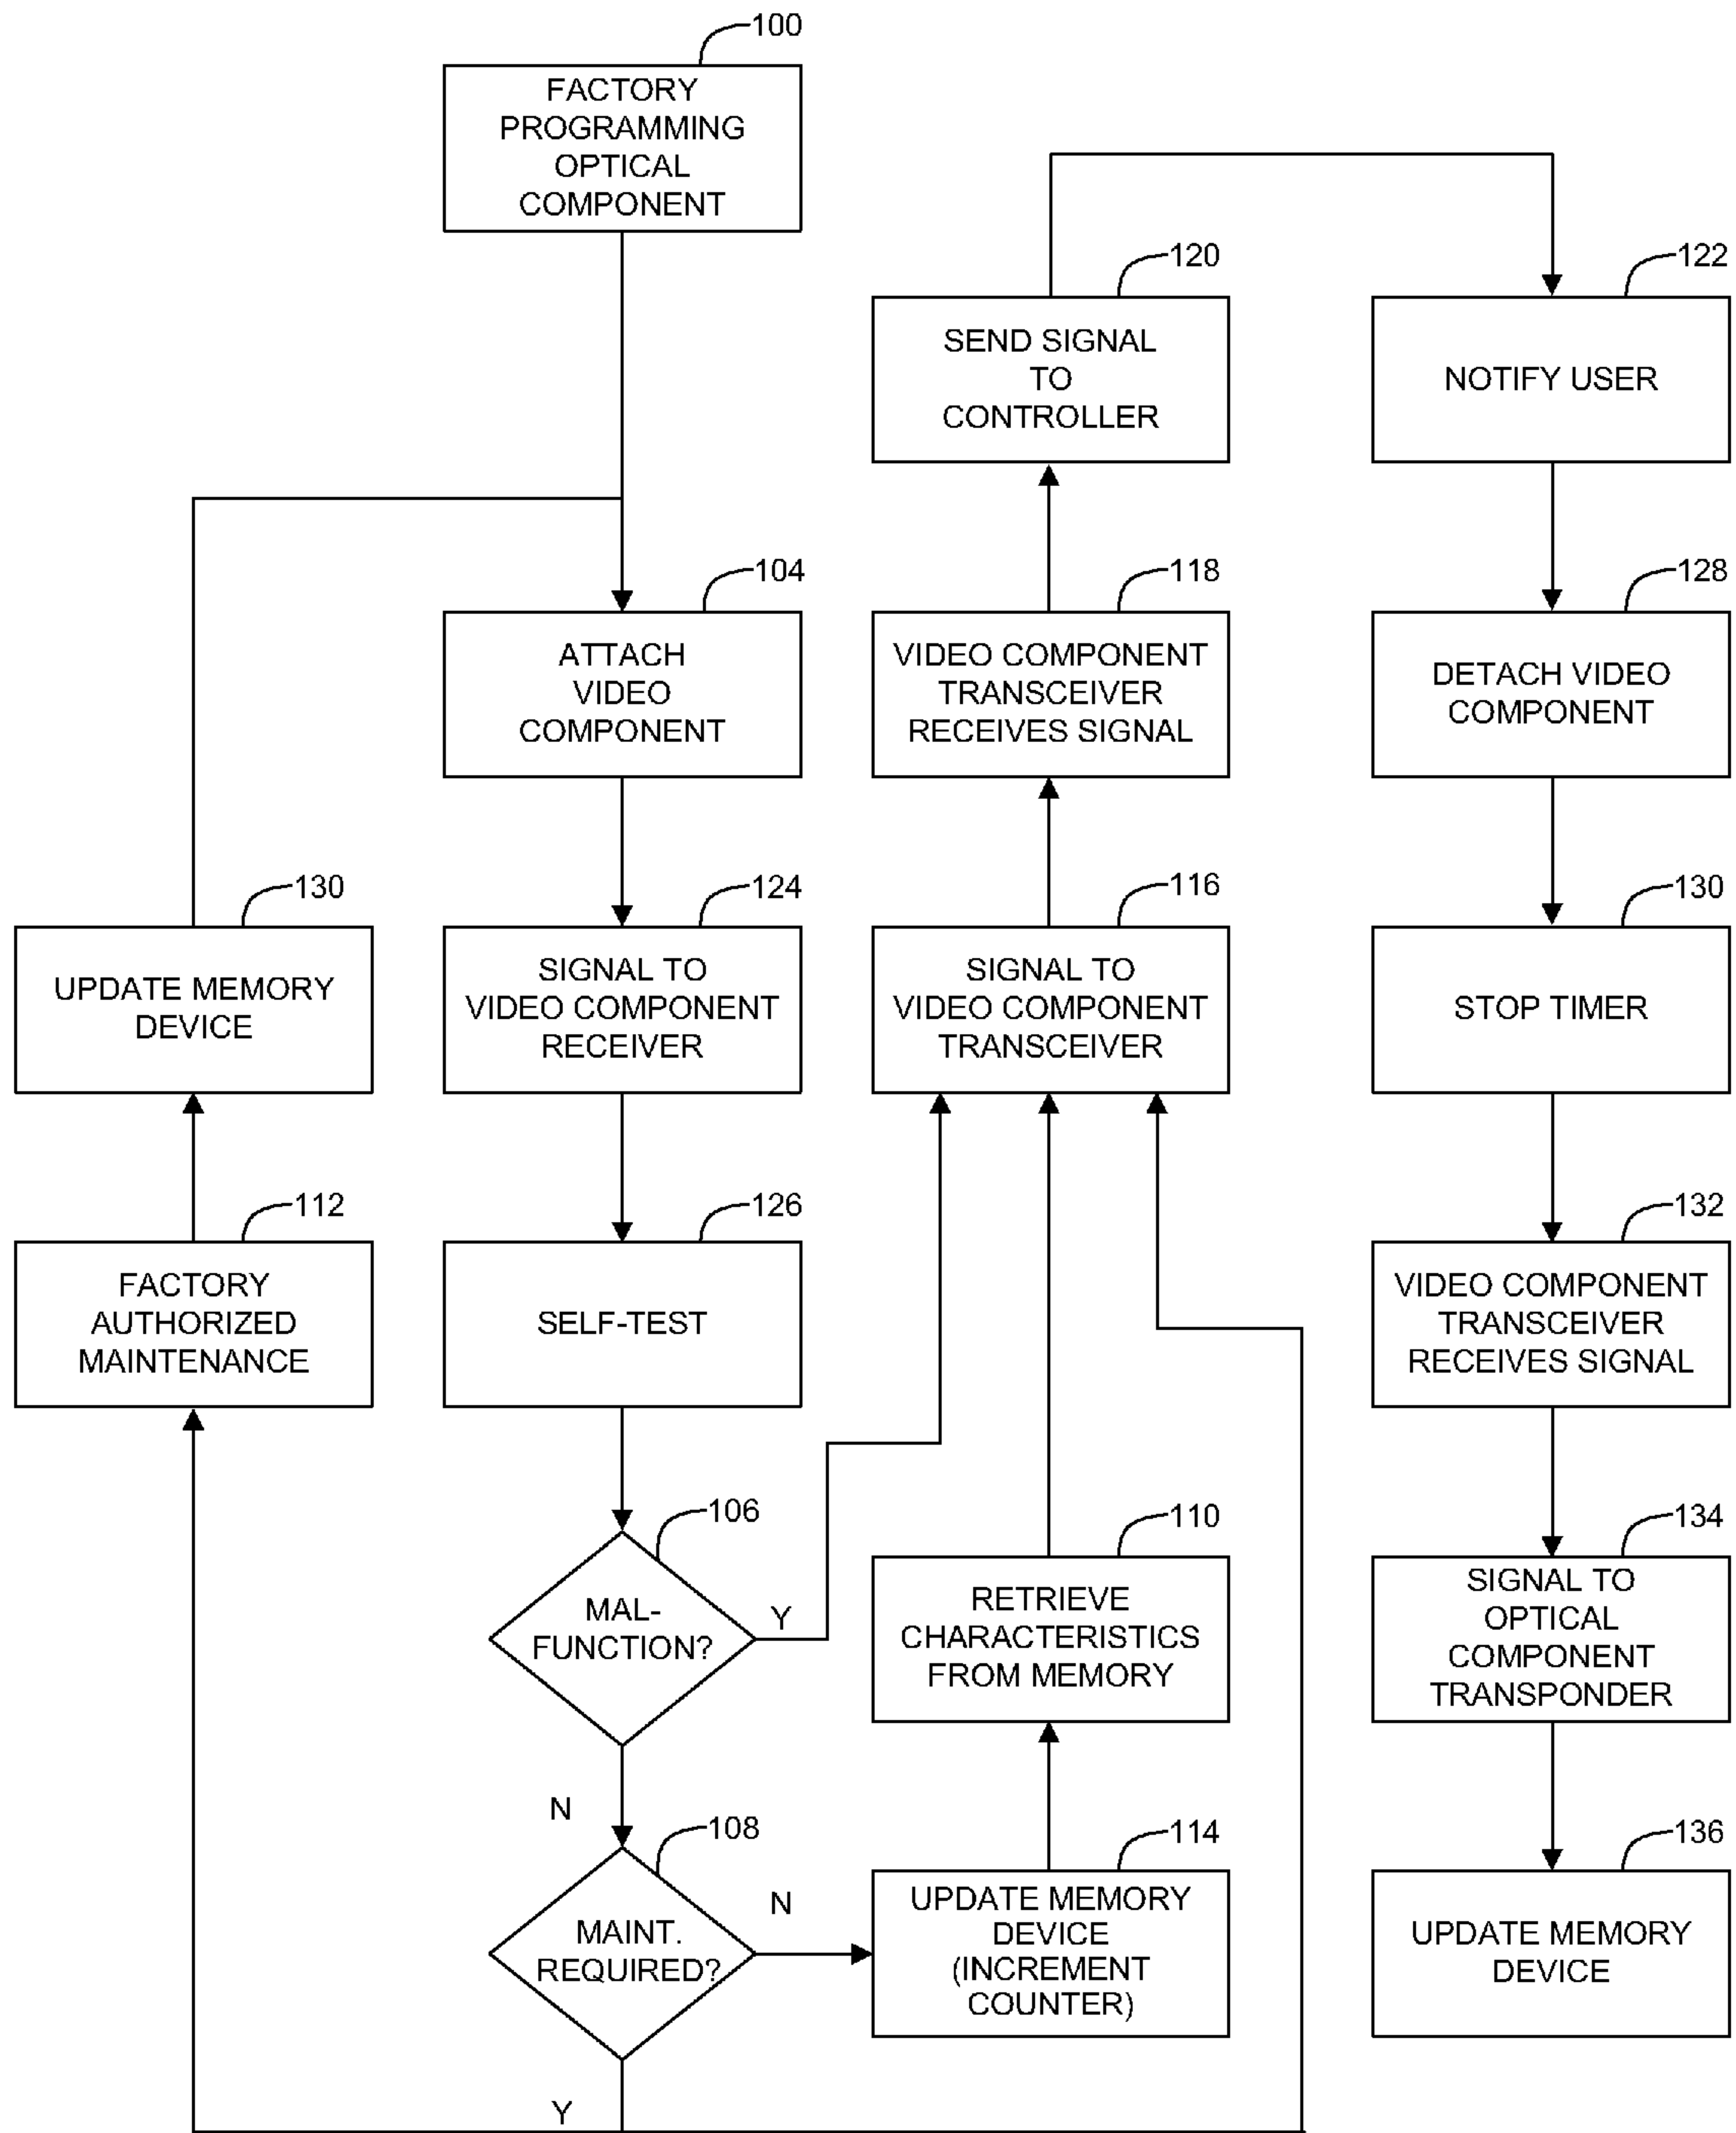 100
FACTORY
PROGRAMMING
OPTICAL
COMPONENT
104
ATTACH
VIDEO
COMPONENT
124
SIGNAL TO
VIDEO COMPONENT
RECEIVER
126
SELF-TEST
106
MAL-
FUNCTION?
Y
N
108
MAINT.
REQUIRED?
N
Y
130
UPDATE MEMORY
DEVICE
112
FACTORY
AUTHORIZED
MAINTENANCE
120
SEND SIGNAL
TO
CONTROLLER
118
VIDEO COMPONENT
TRANSCEIVER
RECEIVES SIGNAL
116
SIGNAL TO
VIDEO COMPONENT
TRANSCEIVER
110
RETRIEVE
CHARACTERISTICS
FROM MEMORY
114
UPDATE MEMORY
DEVICE
(INCREMENT
COUNTER)
122
NOTIFY USER
128
DETACH VIDEO
COMPONENT
130
STOP TIMER
132
VIDEO COMPONENT
TRANSCEIVER
RECEIVES SIGNAL
134
SIGNAL TO
OPTICAL
COMPONENT
TRANSPONDER
136
UPDATE MEMORY
DEVICE